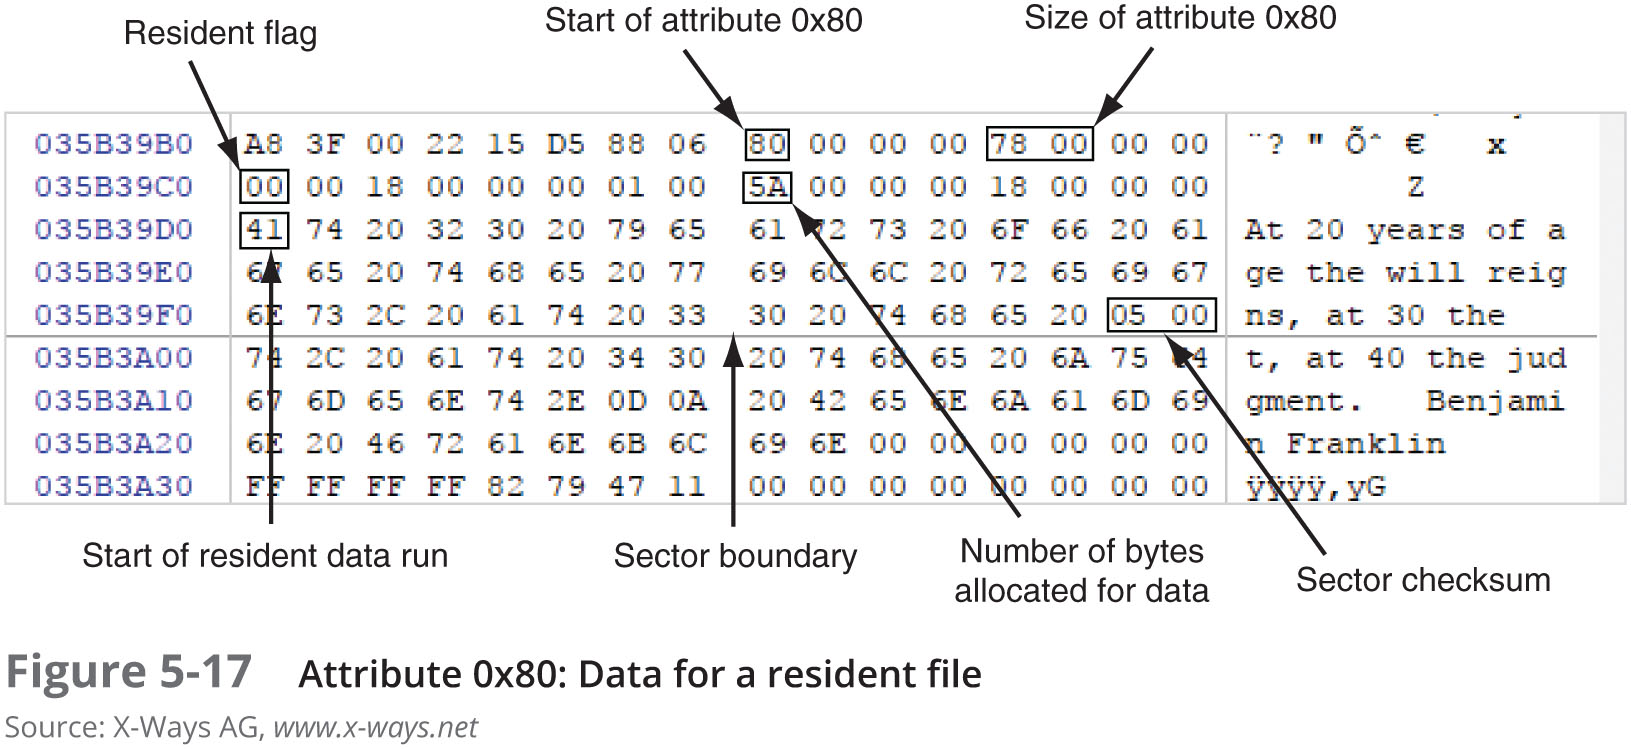 Resident flag
Start of attribute 0x80
Size of attribute 0x80
035B39B0 A8 3F 00 22 15 D5 88 06 80 00 00 00 78 00 00 00 ¨? " Õˆ € x
035B39C0 00 00 18 00 00 00 01 00 5A 00 00 00 18 00 00 00 Z
035B39D0 41 74 20 32 30 20 79 65 61 72 73 20 6F 66 20 61 At 20 years of a
035B39E0 67 65 20 74 68 65 20 77 69 6C 6C 20 72 65 69 67 ge the will reig
035B39F0 6E 73 2C 20 61 74 20 33 30 20 74 68 65 20 05 00 ns, at 30 the
035B3A00 74 2C 20 61 74 20 34 30 20 74 68 65 20 6A 75 64 t, at 40 the jud
035B3A10 67 6D 65 6E 74 2E 0D 0A 20 42 65 6E 6A 61 6D 69 gment. Benjami
035B3A20 6E 20 46 72 61 6E 6B 6C 69 6E 00 00 00 00 00 00 n Franklin
035B3A30 FF FF FF FF 82 79 47 11 00 00 00 00 00 00 00 00 ÿÿÿÿ‚yG
Start of resident data run
Sector boundary
Number of bytes
allocated for data
Sector checksum
Figure 5-17 Attribute 0x80: Data for a resident file
Source: X-Ways AG, www.x-ways.net